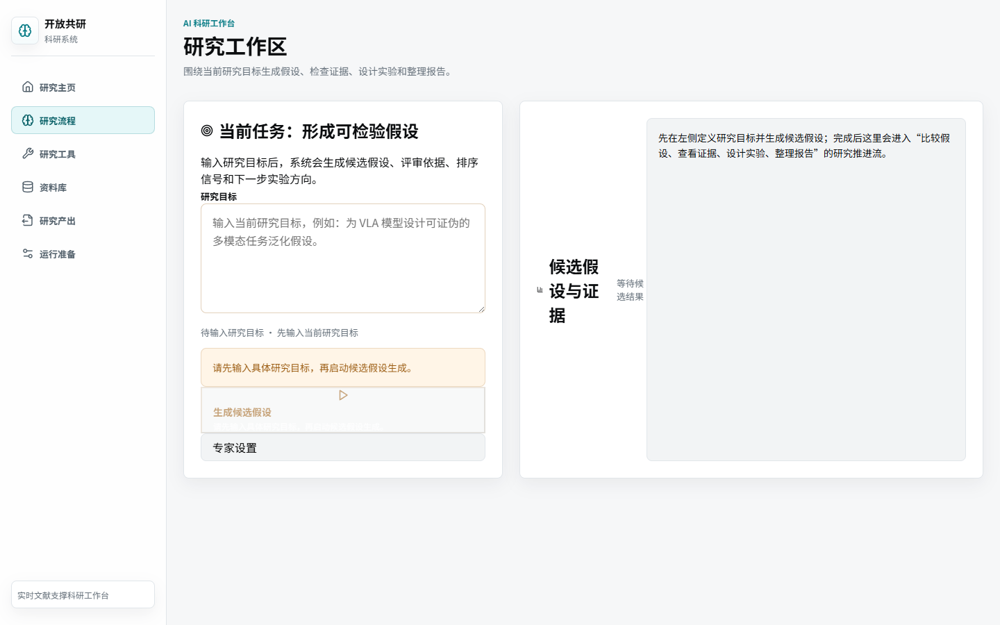 开放共研
科研系统
研究主页
研究流程
研究工具
资料库
研究产出
运行准备
实时文献支撑科研工作台
AI 科研工作台
研究工作区
围绕当前研究目标生成假设、检查证据、设计实验和整理报告。
当前任务：形成可检验假设
输入研究目标后，系统会生成候选假设、评审依据、排序
信号和下一步实验方向。
研究目标
输入当前研究目标，例如：为 VLA 模型设计可证伪的
多模态任务泛化假设。
待输入研究目标 · 先输入当前研究目标
请先输入具体研究目标，再启动候选假设生成。
生成候选假设
专家设置
候选假
设与证
据
等待候
选结果
先在左侧定义研究目标并生成候选假设；完成后这里会进入“比较假
设、查看证据、设计实验、整理报告”的研究推进流。